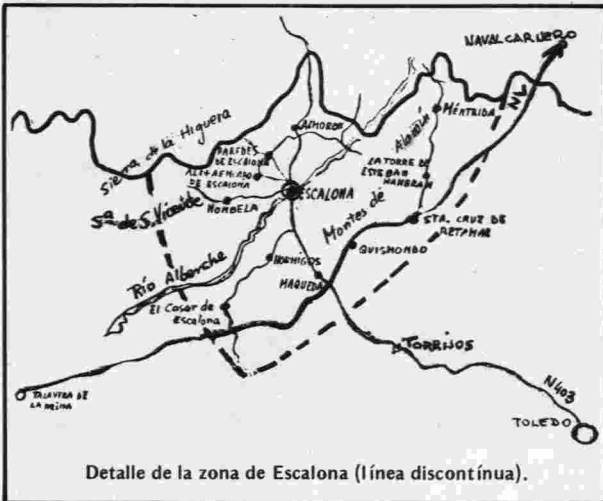 NAVALCARNERO
NVI
MÉNTRIDA
Alamín
ALMOROX
Sierra de la Higuera
PAREDES
DE ESCALONA
ALDEAENCABO
DE ESCALONA
LA TORRE DE
ESTEBAN
HAMBRAN
ESCALONA
Sª de S. Vicente
NOMBELA
Montes de
STA. CRUZ DE
RETAMAR
QUISMONDO
Río Alberche
HORMIGOS
MAQUEDA
El Casar de
Escalona
TORRIJOS
TALAVERA DE
LA REINA
N403
TOLEDO
Detalle de la zona de Escalona (línea discontínua).